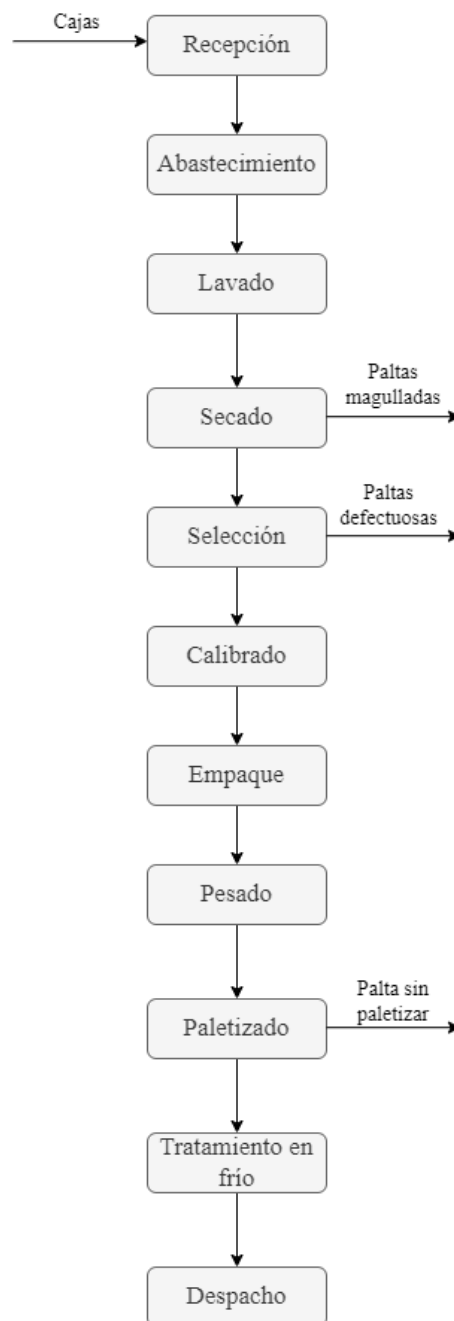 Cajas
Recepción
Abastecimiento
Lavado
Paltas
magulladas
Secado
Paltas
defectuosas
Selección
Calibrado
Empaque
Pesado
Palta sin
paletizar
Paletizado
Tratamiento en
frío
Despacho